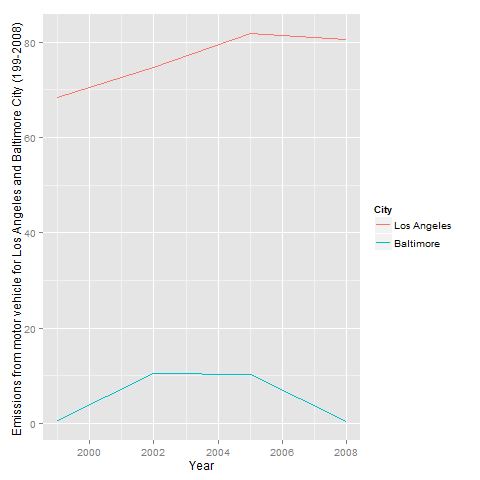 Emissions from motor vehicle for Los Angeles and Baltimore City (199-2008)
80
60
40
20
0
2000
2002
2004
2006
2008
Year
City
Los Angeles
Baltimore